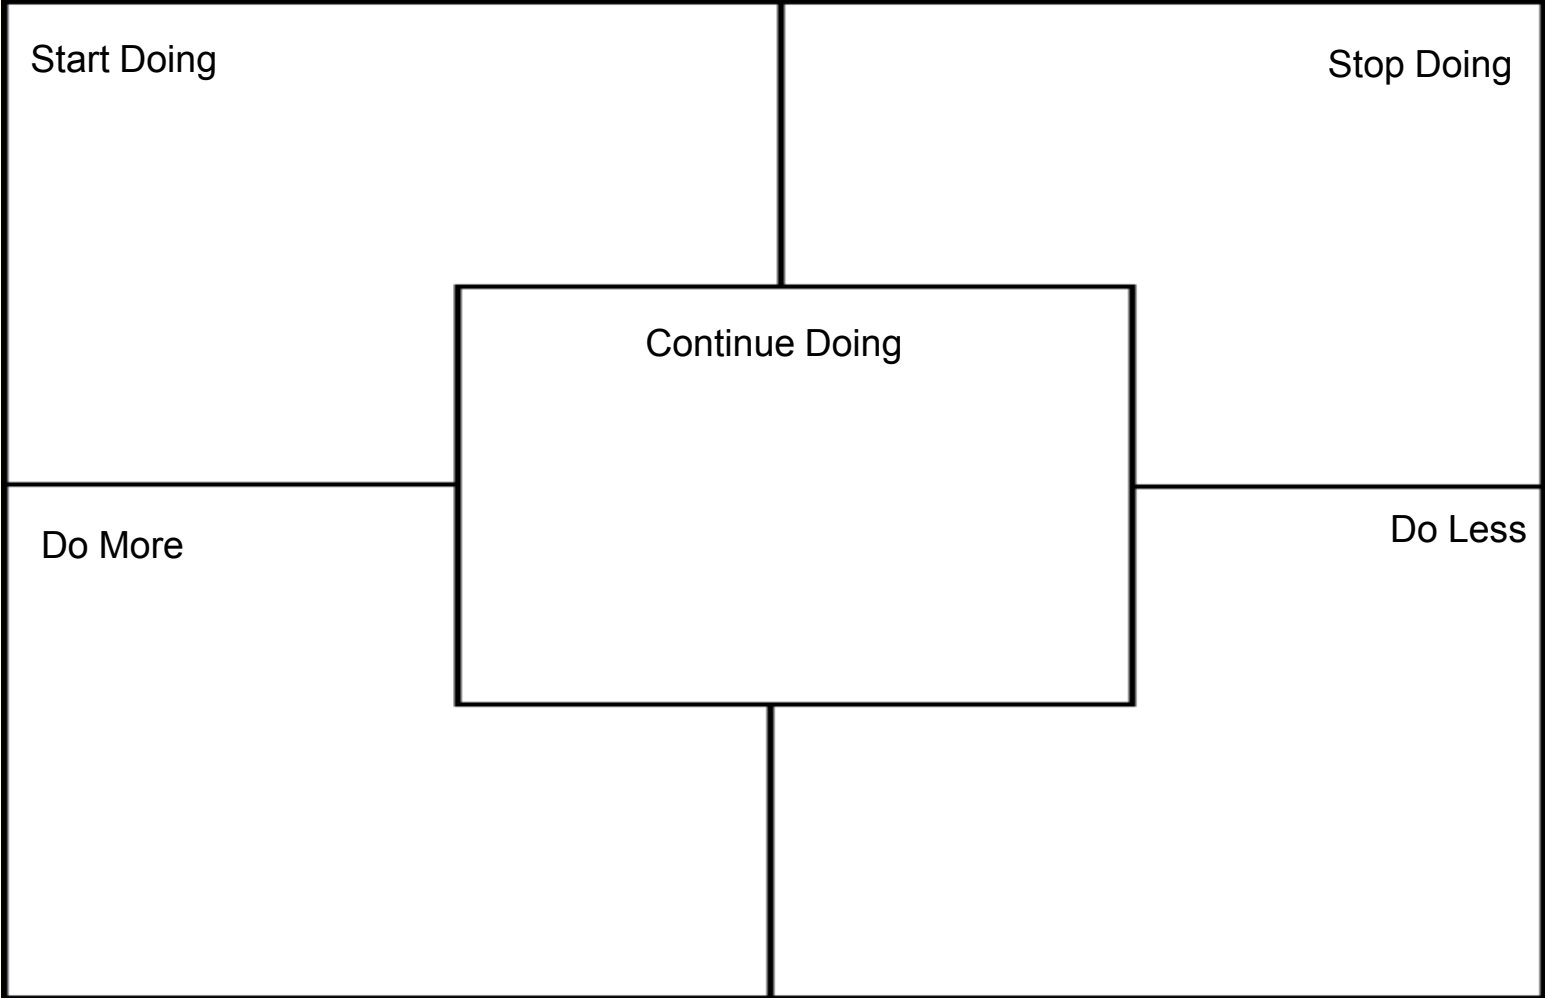 Start Doing
Stop Doing
Continue Doing
Do More
Do Less